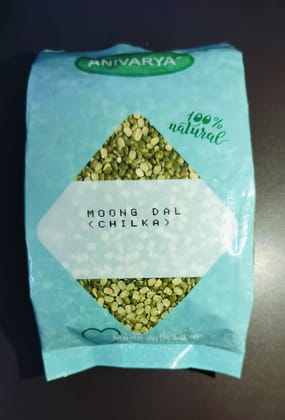 ANIVARYA
100%
natural
MOONG DAL
(CHILKA)
Made with Love